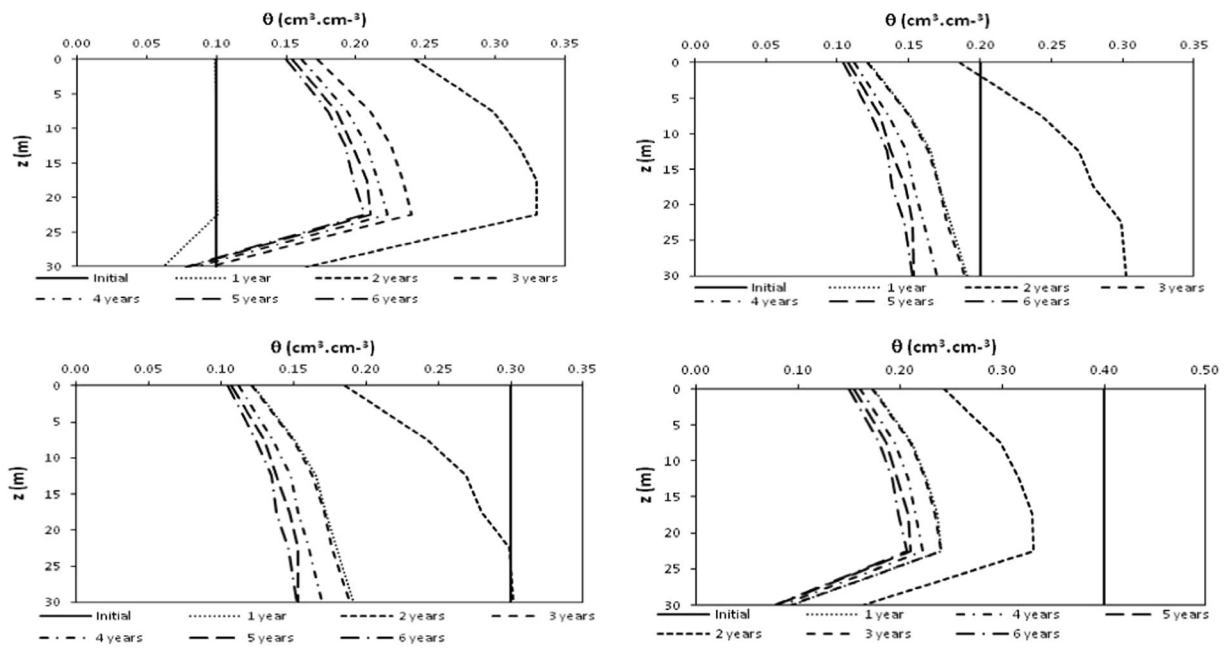 θ (cm³.cm-³)
0.00 0.05 0.10 0.15 0.20 0.25 0.30 0.35
z (m)
0
5
10
15
20
25
30
Initial 1 year 2 years 3 years
4 years 5 years 6 years
θ (cm³.cm-³)
0.00 0.05 0.10 0.15 0.20 0.25 0.30 0.35
z (m)
0
5
10
15
20
25
30
Initial 1 year 2 years 3 years
4 years 5 years 6 years
θ (cm³.cm-³)
0.00 0.05 0.10 0.15 0.20 0.25 0.30 0.35
z (m)
0
5
10
15
20
25
30
Initial 1 year 2 years 3 years
4 years 5 years 6 years
θ (cm³.cm-³)
0.00 0.10 0.20 0.30 0.40 0.50
z (m)
0
5
10
15
20
25
30
Initial 1 year 4 years 5 years
2 years 3 years 6 years